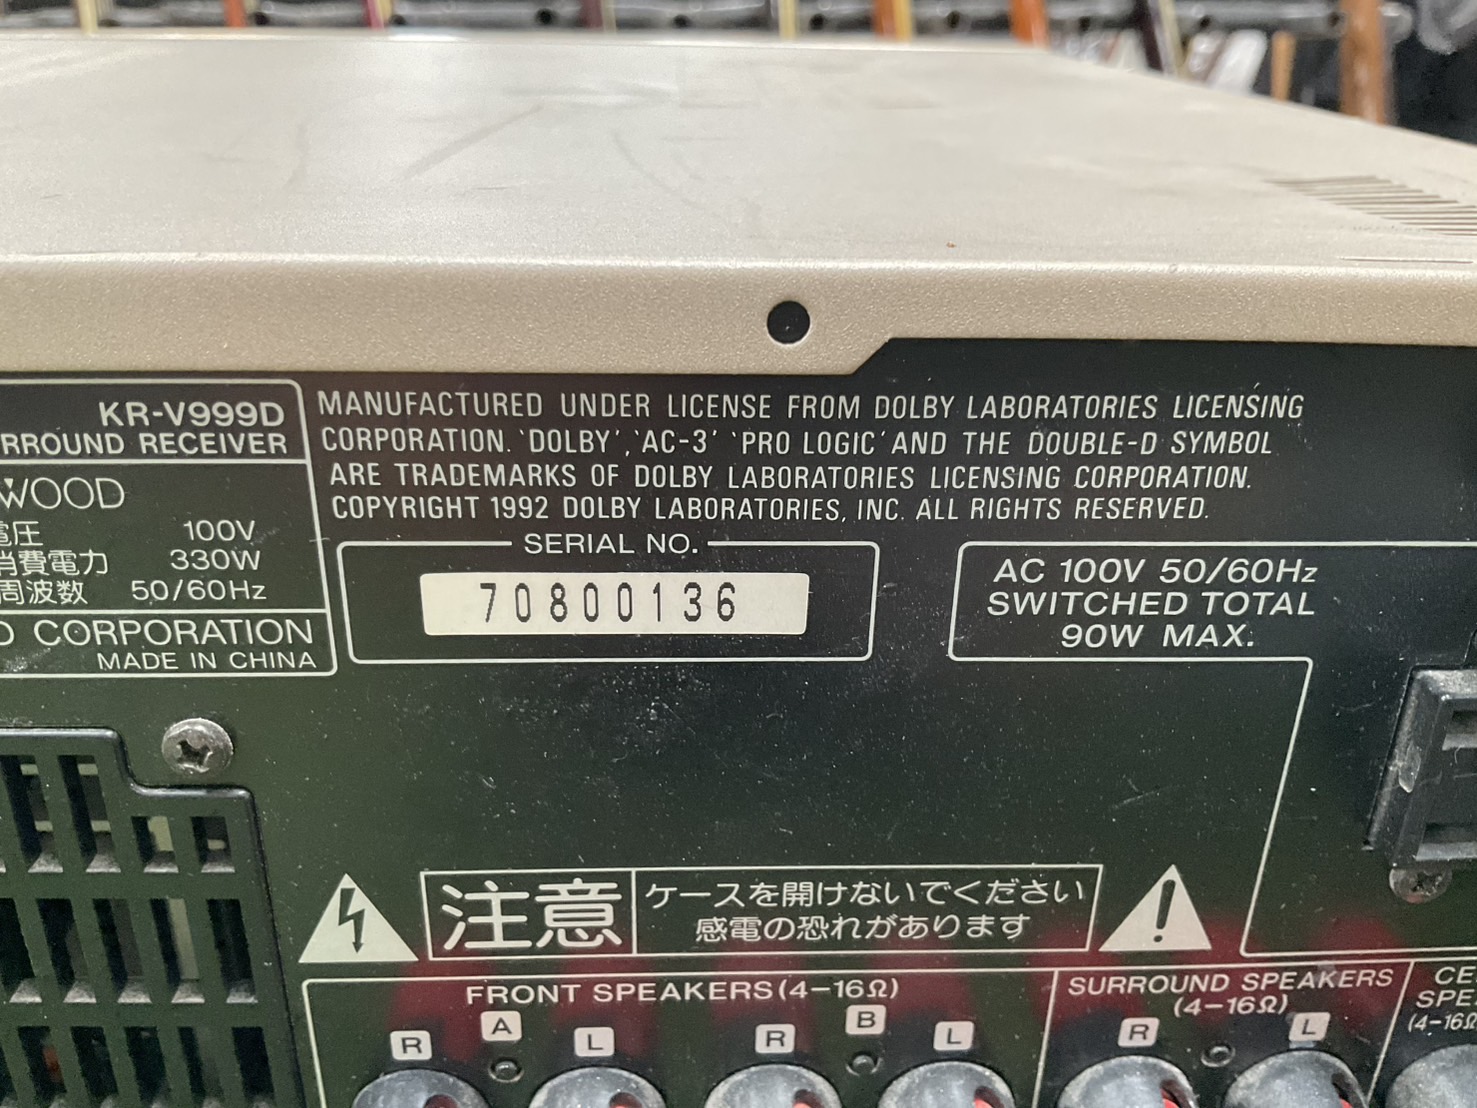 KR-V999D
RROUND RECEIVER
WOOD
電圧 100V
消費電力 330W
周波数 50/60Hz
D CORPORATION
MADE IN CHINA
MANUFACTURED UNDER LICENSE FROM DOLBY LABORATORIES LICENSING
CORPORATION. 'DOLBY', 'AC-3' 'PRO LOGIC' AND THE DOUBLE-D SYMBOL
ARE TRADEMARKS OF DOLBY LABORATORIES LICENSING CORPORATION.
COPYRIGHT 1992 DOLBY LABORATORIES, INC. ALL RIGHTS RESERVED.
SERIAL NO.
70800136
AC 100V 50/60Hz
SWITCHED TOTAL
90W MAX.
注意
ケースを開けないでください
感電の恐れがあります
FRONT SPEAKERS (4-16Ω)
R A L R B L
SURROUND SPEAKERS
(4-16Ω)
R L
CE
SPE
(4-16Ω